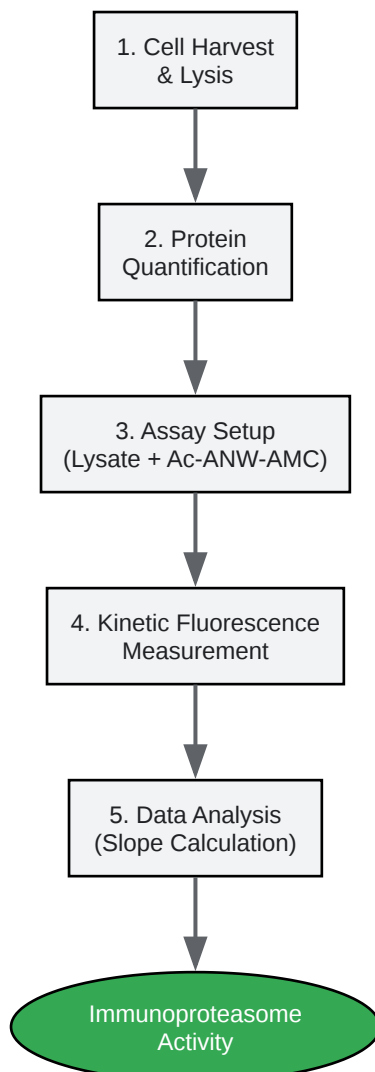 1. Cell Harvest
& Lysis
2. Protein
Quantification
3. Assay Setup
(Lysate + Ac-ANW-AMC)
4. Kinetic Fluorescence
Measurement
5. Data Analysis
(Slope Calculation)
Immunoproteasome
Activity